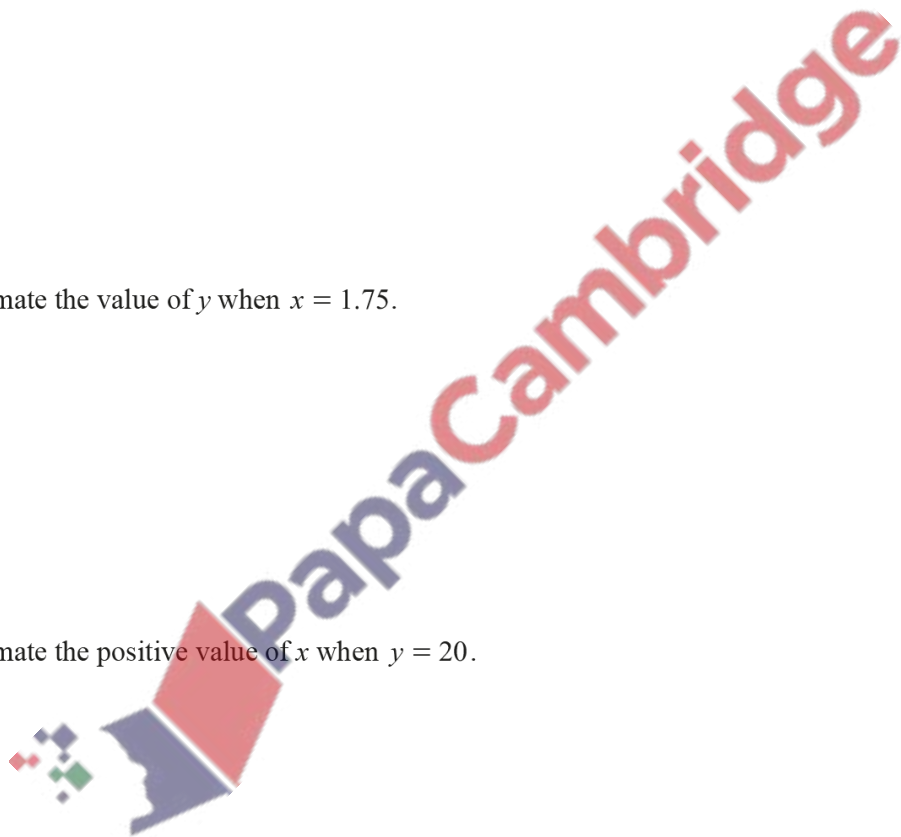 mate the value of y when x = 1.75.
mate the positive value of x when y = 20.
PapaCambridge